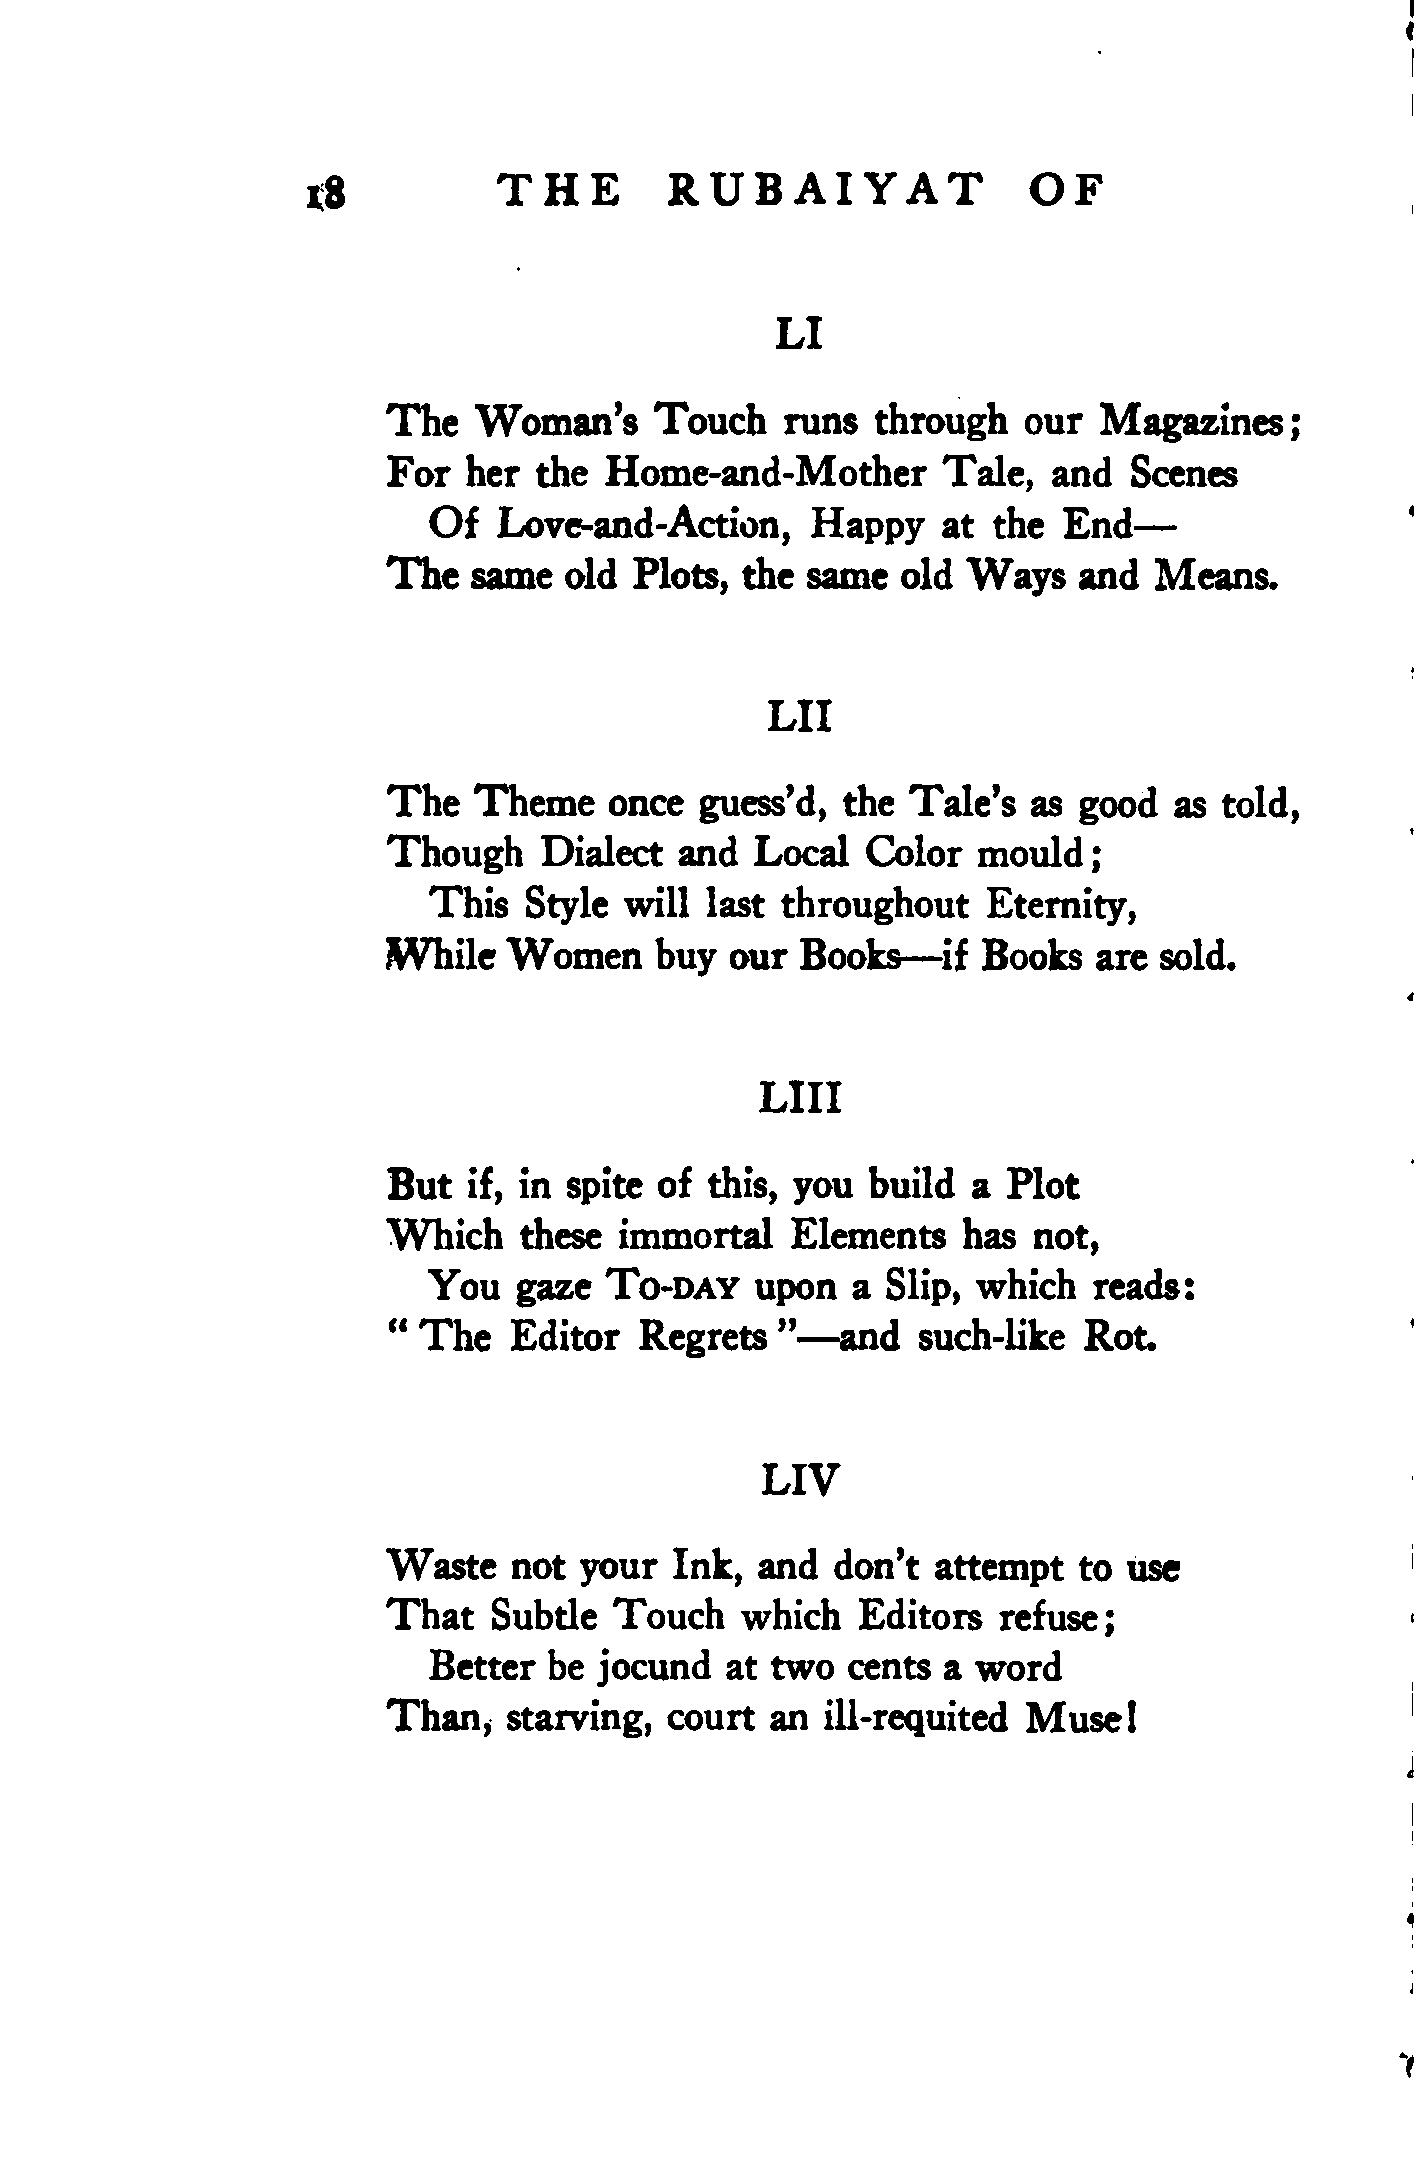 18 THE RUBAIYAT OF
LI
The Woman's Touch runs through our Magazines;
For her the Home-and-Mother Tale, and Scenes
Of Love-and-Action, Happy at the End—
The same old Plots, the same old Ways and Means.
LII
The Theme once guess'd, the Tale's as good as told,
Though Dialect and Local Color mould;
This Style will last throughout Eternity,
While Women buy our Books—if Books are sold.
LIII
But if, in spite of this, you build a Plot
Which these immortal Elements has not,
You gaze TO-DAY upon a Slip, which reads:
"The Editor Regrets"—and such-like Rot.
LIV
Waste not your Ink, and don't attempt to use
That Subtle Touch which Editors refuse;
Better be jocund at two cents a word
Than, starving, court an ill-requited Muse!